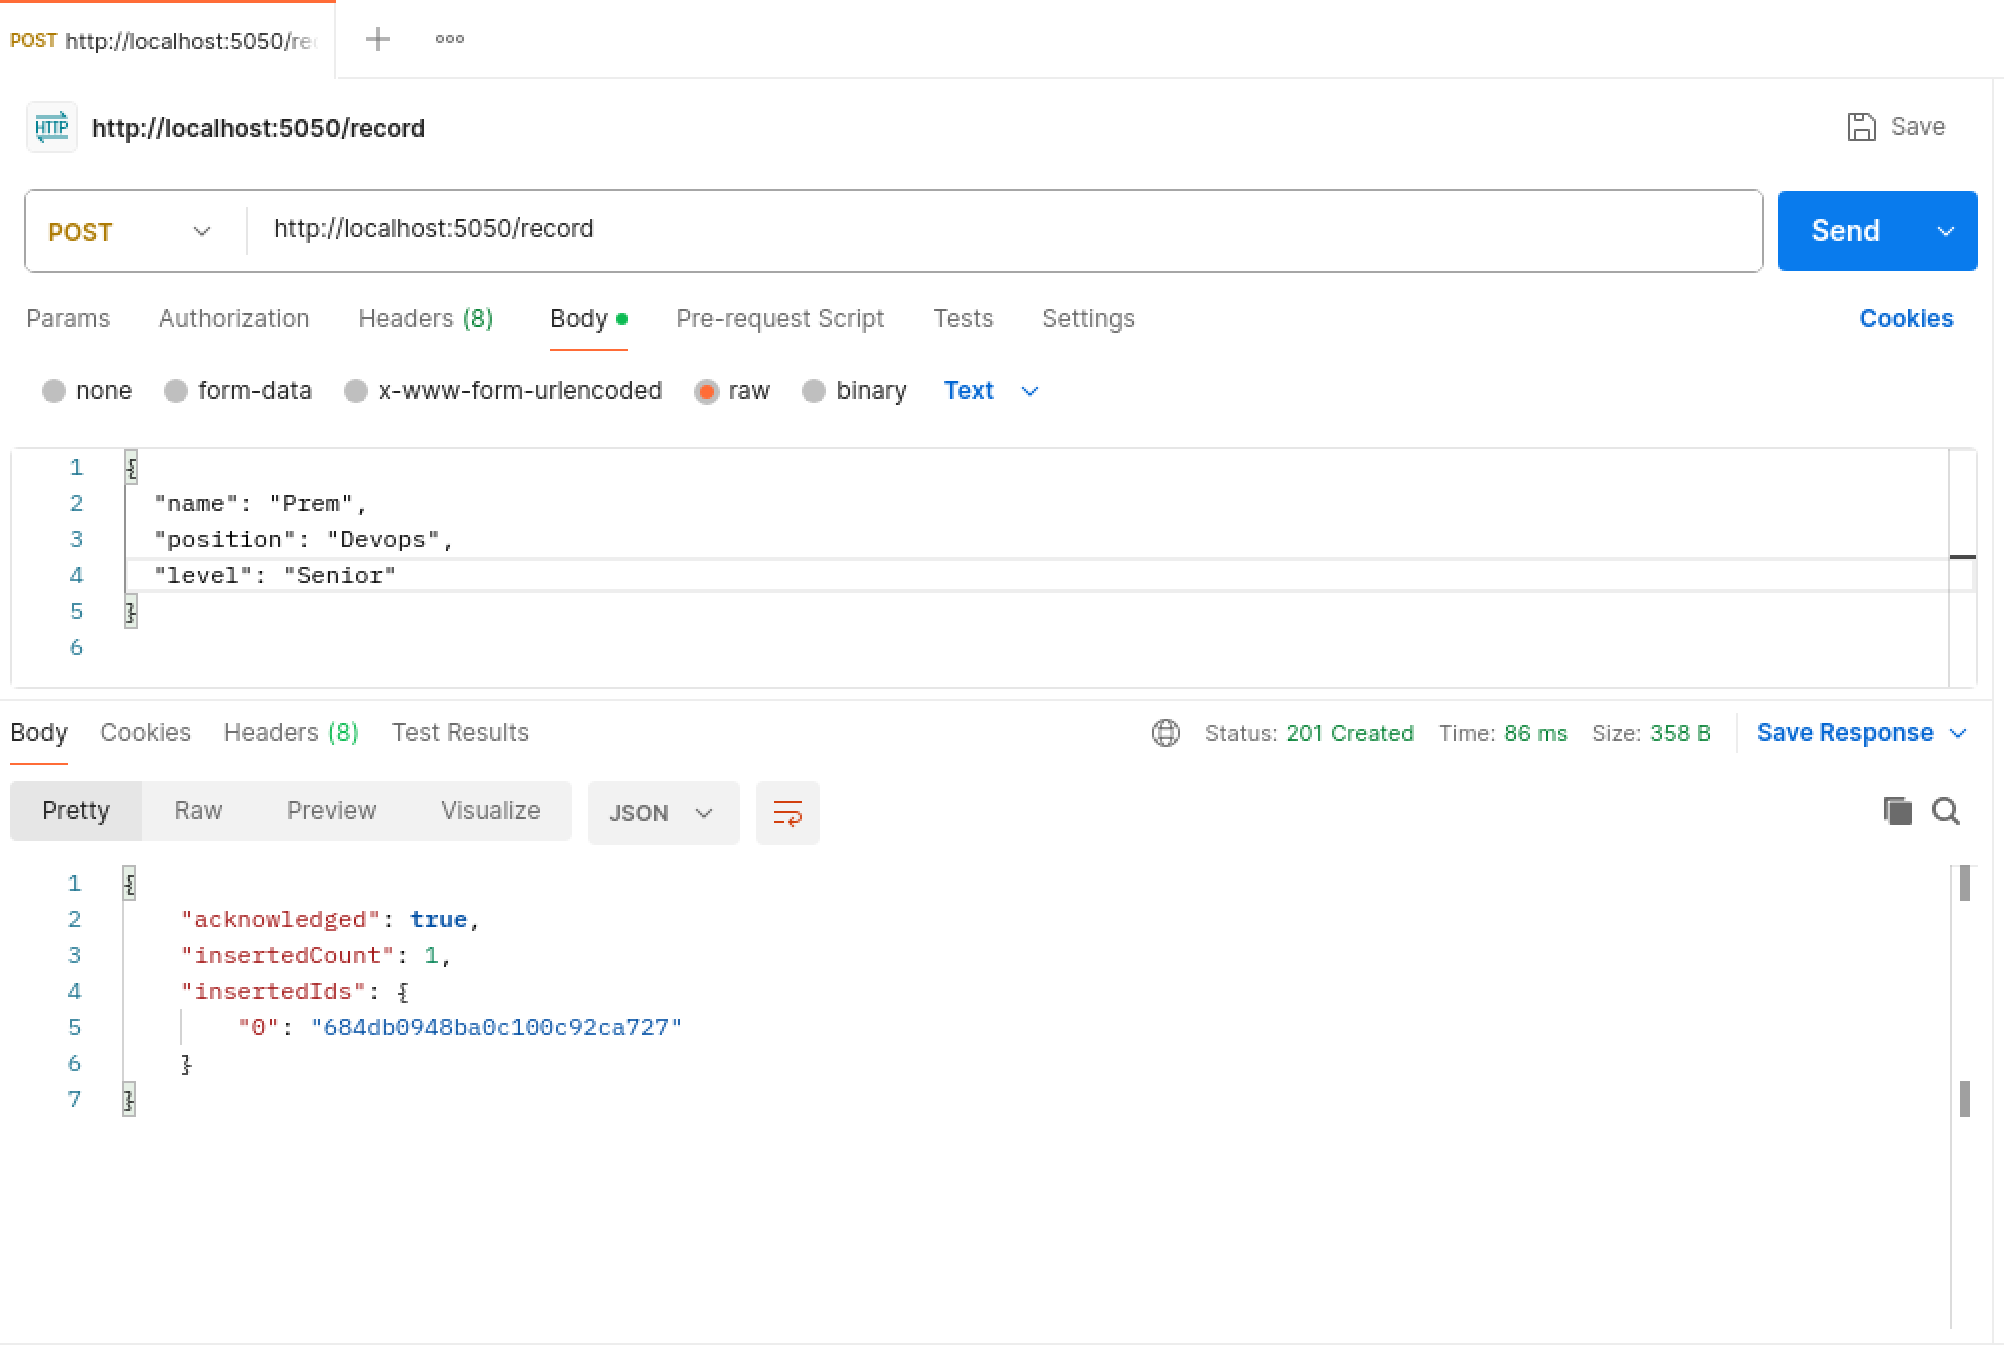 POST http://localhost:5050/rec
HTTP http://localhost:5050/record
Save
POST http://localhost:5050/record
Send
Params Authorization Headers (8) Body Pre-request Script Tests Settings Cookies
none form-data x-www-form-urlencoded raw binary Text
1 {
2 "name": "Prem",
3 "position": "Devops",
4 "level": "Senior"
5 }
6
Body Cookies Headers (8) Test Results Status: 201 Created Time: 86 ms Size: 358 B Save Response
Pretty Raw Preview Visualize JSON
1 {
2 "acknowledged": true,
3 "insertedCount": 1,
4 "insertedIds": {
5 "0": "684db0948ba0c100c92ca727"
6 }
7 }